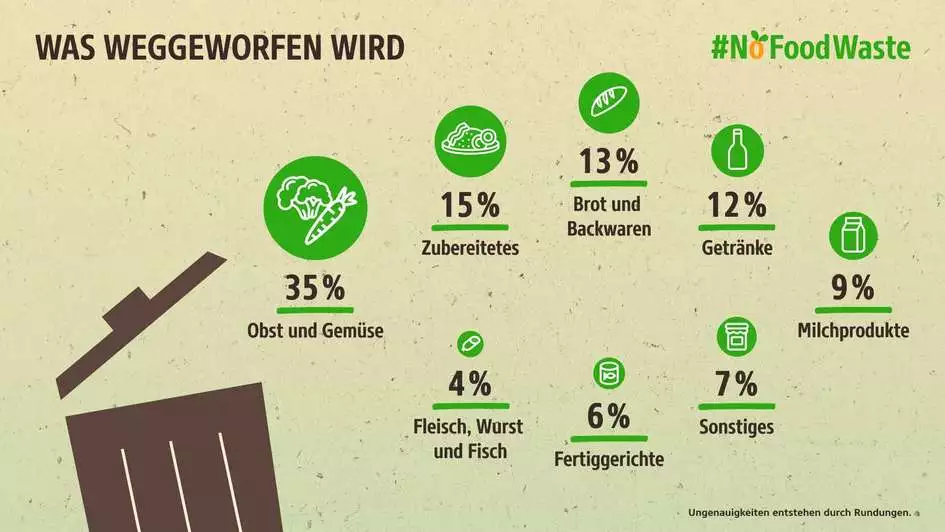 WAS WEGGEWORFEN WIRD
#NoFoodWaste
35 %
Obst und Gemüse
15 %
Zubereitetes
13 %
Brot und
Backwaren
12 %
Getränke
9 %
Milchprodukte
4 %
Fleisch, Wurst
und Fisch
6 %
Fertiggerichte
7 %
Sonstiges
Ungenauigkeiten entstehen durch Rundungen.